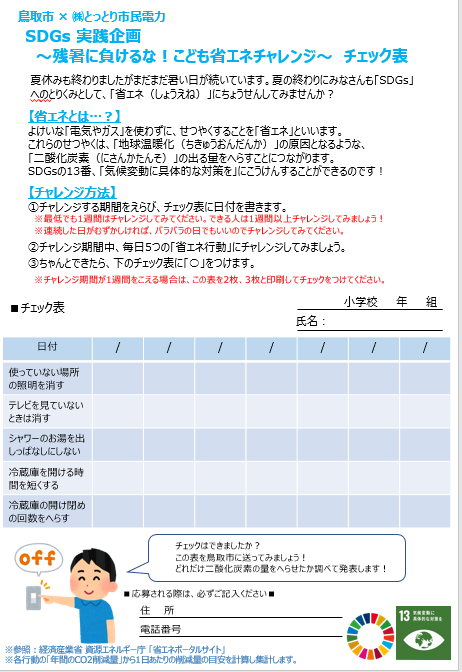 鳥取市 × ㈱とっとり市民電力
SDGs 実践企画
～残暑に負けるな！こども省エネチャレンジ～ チェック表
夏休みも終わりましたがまだまだ暑い日が続いています。夏の終わりにみなさんも「SDGs」
へのとりくみとして、「省エネ（しょうえね）」にちょうせんしてみませんか？
【省エネとは…？】
よけいな「電気やガス」を使わずに、せつやくすることを「省エネ」といいます。
これらのせつやくは、「地球温暖化（ちきゅうおんだんか）」の原因となるような、
「二酸化炭素（にさんかたんそ）」の出る量をへらすことにつながります。
SDGsの13番、「気候変動に具体的な対策を」にこうけんすることができるのです！
【チャレンジ方法】
①チャレンジする期間をえらび、チェック表に日付を書きます。
※最低でも1週間はチャレンジしてみてください。できる人は1週間以上チャレンジしてみましょう！
※連続した日がむずかしければ、バラバラの日でもいいのでチャレンジしてみてください。
②チャレンジ期間中、毎日5つの「省エネ行動」にチャレンジしてみましょう。
③ちゃんとできたら、下のチェック表に「○」をつけます。
※チャレンジ期間が1週間をこえる場合は、この表を2枚、3枚と印刷してチェックをつけてください。
■チェック表
小学校 年 組
氏名：
日付 / / / / / / /
使っていない場所
の照明を消す
テレビを見ていない
ときは消す
シャワーのお湯を出
しっぱなしにしない
冷蔵庫を開ける時
間を短くする
冷蔵庫の開け閉め
の回数をへらす
off
チェックはできましたか？
この表を鳥取市に送ってみましょう！
どれだけ二酸化炭素の量をへらせたか調べて発表します！
■応募される際は、必ずご記入ください■
住 所
電話番号
13 気候変動に
具体的な対策を
※参照：経済産業省 資源エネルギー庁「省エネポータルサイト」
※各行動の「年間のCO2削減量」から1日あたりの削減量の目安を計算し集計します。